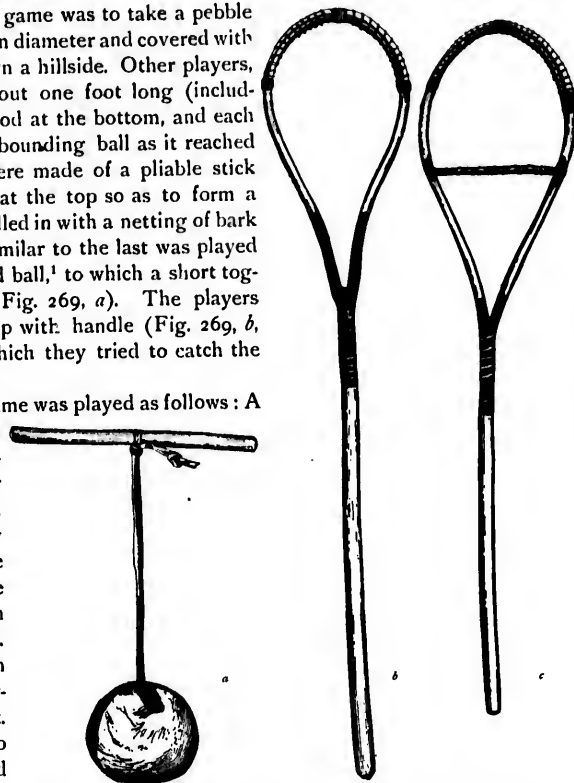 game was to take a pebble
n diameter and covered with
n a hillside. Other players,
out one foot long (includ-
od at the bottom, and each
bounding ball as it reached
ere made of a pliable stick
at the top so as to form a
lled in with a netting of bark
milar to the last was played
l ball,¹ to which a short tog-
Fig. 269, a). The players
p with handle (Fig. 269, b,
hich they tried to catch the
ame was played as follows : A
a
b
c